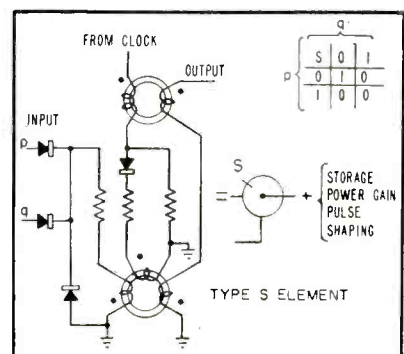 FROM CLOCK
OUTPUT
q
p
S 0 1
0 1 0
1 0 0
INPUT
p
q
S
= + STORAGE
POWER GAIN
PULSE
SHAPING
TYPE S ELEMENT